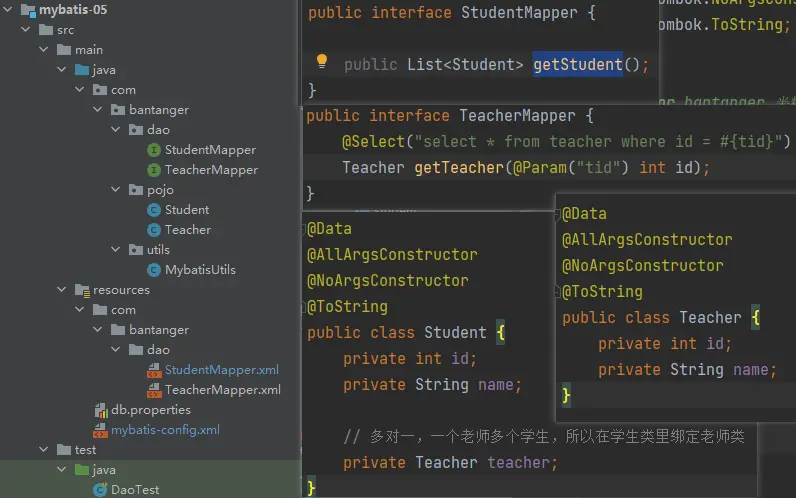 mybatis-05
src
main
java
com
bantanger
dao
StudentMapper
TeacherMapper
pojo
Student
Teacher
utils
MybatisUtils
resources
com
bantanger
dao
StudentMapper.xml
TeacherMapper.xml
db.properties
mybatis-config.xml
test
java
DaoTest
public interface StudentMapper {
public List<Student> getStudent();
}
ToString;
public interface TeacherMapper {
@Select("select * from teacher where id = #{tid}")
Teacher getTeacher(@Param("tid") int id);
}
@Data
@AllArgsConstructor
@NoArgsConstructor
@ToString
public class Student {
private int id;
private String name;
// 多对一，一个老师多个学生，所以在学生类里绑定老师类
private Teacher teacher;
}
@Data
@AllArgsConstructor
@NoArgsConstructor
@ToString
public class Teacher {
private int id;
private String name;
}